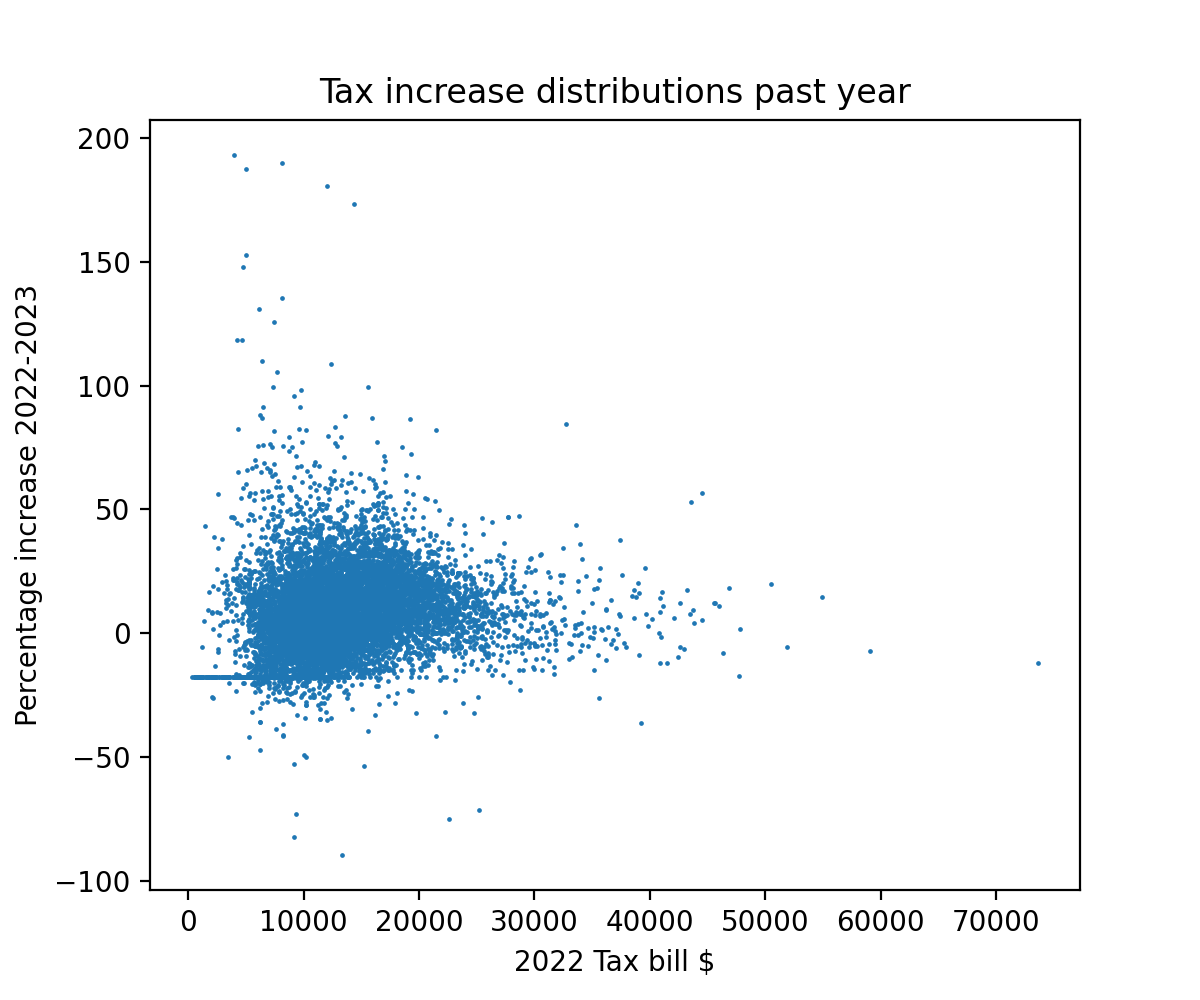 Tax increase distributions past year
200
150
100
50
0
−50
−100
Percentage increase 2022-2023
0 10000 20000 30000 40000 50000 60000 70000
2022 Tax bill $